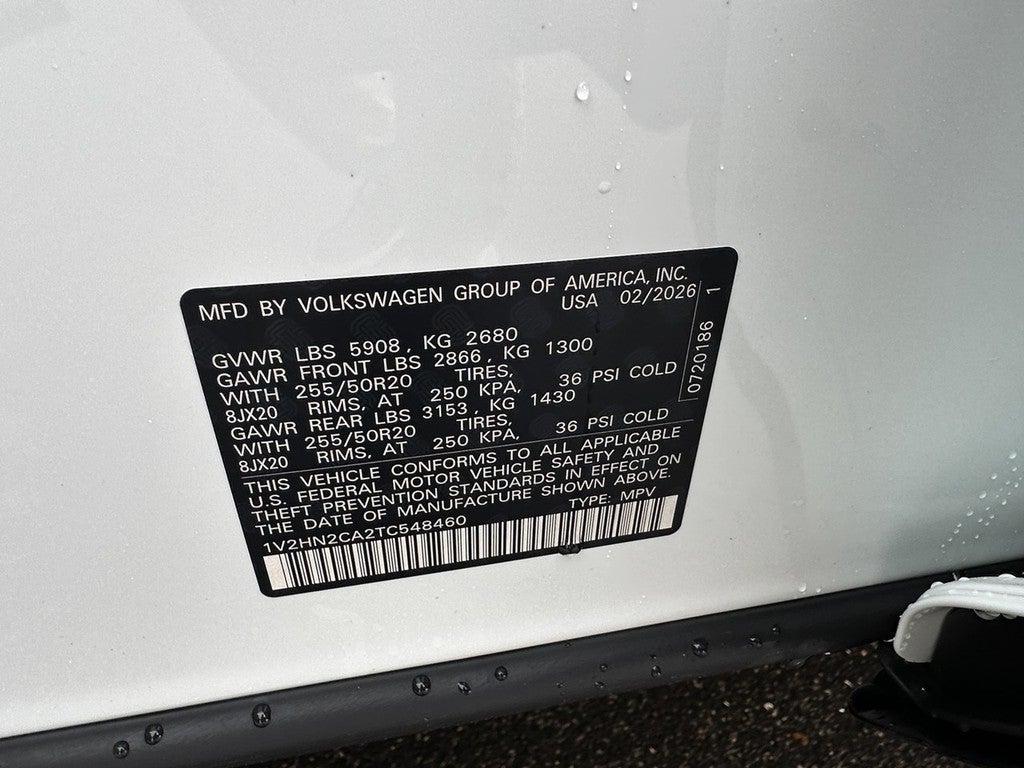 MFD BY VOLKSWAGEN GROUP OF AMERICA, INC.
USA 02/2026
GVWR LBS 5908, KG 2680
GAWR FRONT LBS 2866, KG 1300
WITH 255/50R20 TIRES,
8JX20 RIMS, AT 250 KPA, 36 PSI COLD
GAWR REAR LBS 3153, KG 1430
WITH 255/50R20 TIRES,
8JX20 RIMS, AT 250 KPA, 36 PSI COLD
THIS VEHICLE CONFORMS TO ALL APPLICABLE
U.S. FEDERAL MOTOR VEHICLE SAFETY AND
THEFT PREVENTION STANDARDS IN EFFECT ON
THE DATE OF MANUFACTURE SHOWN ABOVE.
1V2HN2CA2TC548460 TYPE: MPV
0720186 1